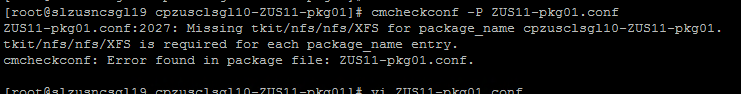 [root@slzusncsgl19 cpzusclsgl10-ZUS11-pkg01]# cmcheckconf -P ZUS11-pkg01.conf
ZUS11-pkg01.conf:2027: Missing tkit/nfs/nfs/XFS for package_name cpzusclsgl10-ZUS11-pkg01.
tkit/nfs/nfs/XFS is required for each package_name entry.
cmcheckconf: Error found in package file: ZUS11-pkg01.conf.
[root@slzusncsgl19 cpzusclsgl10-ZUS11-pkg01]# vi ZUS11-pkg01.conf